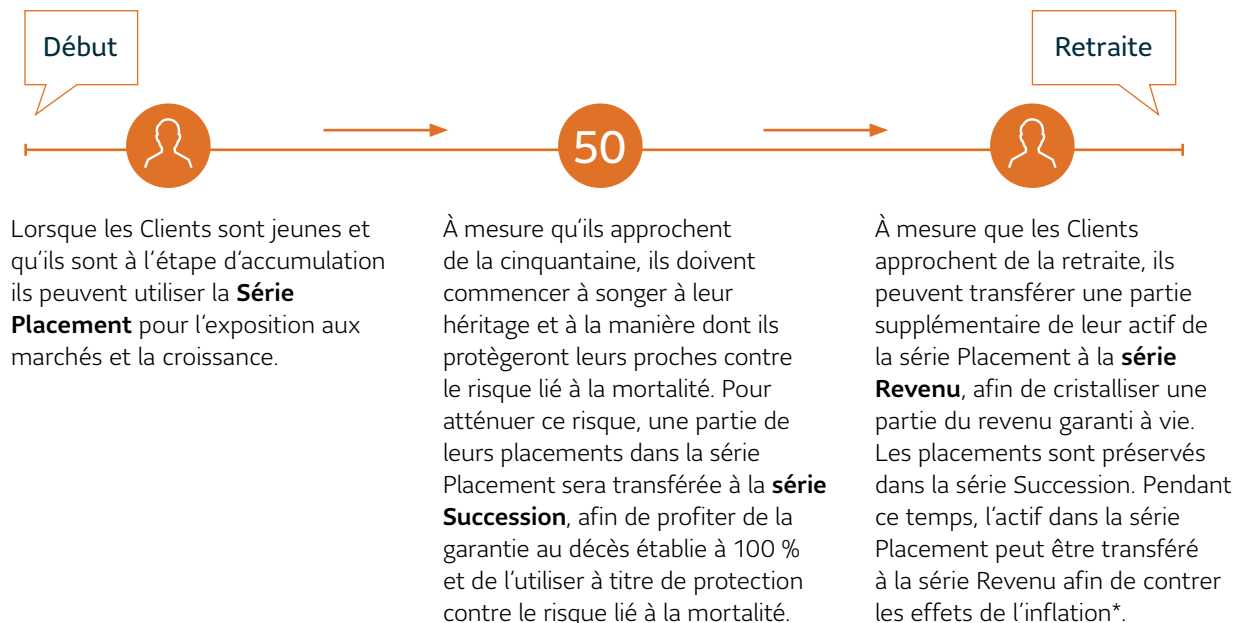 Début
Retraite
50
Lorsque les Clients sont jeunes et
qu’ils sont à l’étape d’accumulation
ils peuvent utiliser la Série
Placement pour l’exposition aux
marchés et la croissance.
À mesure qu’ils approchent
de la cinquantaine, ils doivent
commencer à songer à leur
héritage et à la manière dont ils
protègeront leurs proches contre
le risque lié à la mortalité. Pour
atténuer ce risque, une partie de
leurs placements dans la série
Placement sera transférée à la série
Succession, afin de profiter de la
garantie au décès établie à 100 %
et de l’utiliser à titre de protection
contre le risque lié à la mortalité.
À mesure que les Clients
approchent de la retraite, ils
peuvent transférer une partie
supplémentaire de leur actif de
la série Placement à la série
Revenu, afin de cristalliser une
partie du revenu garanti à vie.
Les placements sont préservés
dans la série Succession. Pendant
ce temps, l’actif dans la série
Placement peut être transféré
à la série Revenu afin de contrer
les effets de l’inflation*.